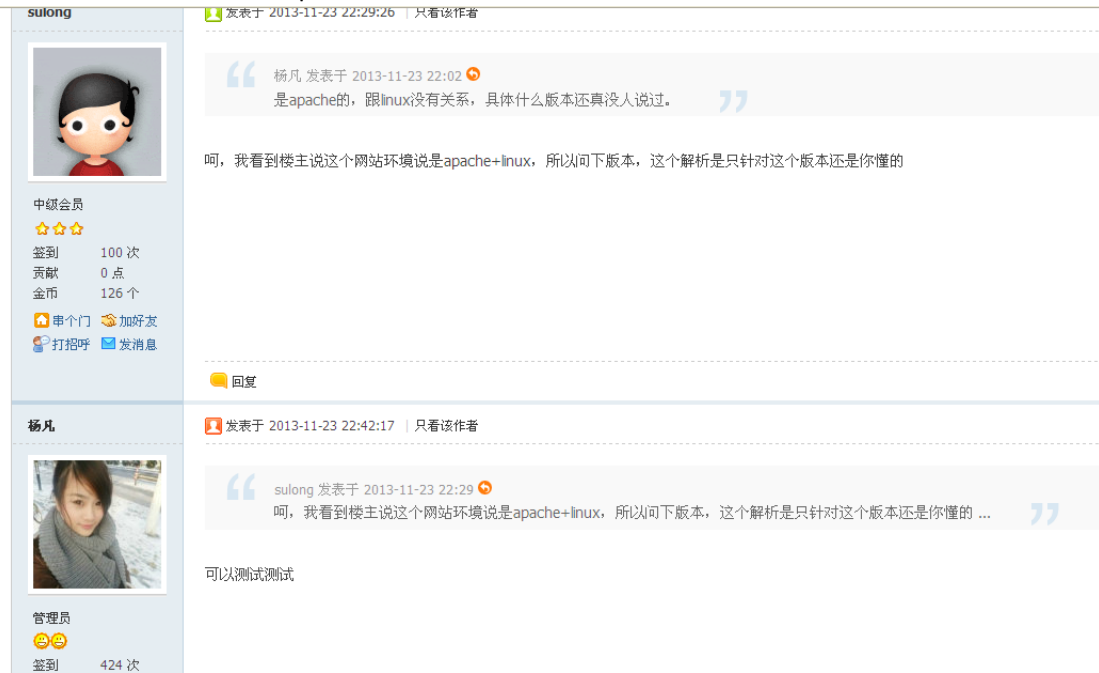 sulong
发表于 2013-11-23 22:29:26 | 只看该作者
杨凡 发表于 2013-11-23 22:02
是apache的，跟linux没有关系，具体什么版本还真没人说过。
呵，我看到楼主说这个网站环境说是apache+linux，所以问下版本，这个解析是只针对这个版本还是你懂的
中级会员
签到 100 次
贡献 0 点
金币 126 个
串个门 加好友
打招呼 发消息
回复
杨凡
发表于 2013-11-23 22:42:17 | 只看该作者
sulong 发表于 2013-11-23 22:29
呵，我看到楼主说这个网站环境说是apache+linux，所以问下版本，这个解析是只针对这个版本还是你懂的 ...
可以测试测试
管理员
签到 424 次